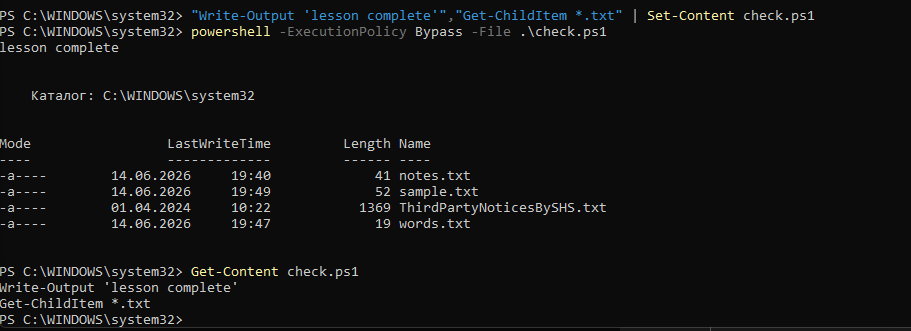 PS C:\WINDOWS\system32> "Write-Output 'lesson complete'","Get-ChildItem *.txt" | Set-Content check.ps1
PS C:\WINDOWS\system32> powershell -ExecutionPolicy Bypass -File .\check.ps1
lesson complete
Каталог: C:\WINDOWS\system32
Mode LastWriteTime Length Name
---- ------------- ------ ----
-a---- 14.06.2026 19:40 41 notes.txt
-a---- 14.06.2026 19:49 52 sample.txt
-a---- 01.04.2024 10:22 1369 ThirdPartyNoticesBySHS.txt
-a---- 14.06.2026 19:47 19 words.txt
PS C:\WINDOWS\system32> Get-Content check.ps1
Write-Output 'lesson complete'
Get-ChildItem *.txt
PS C:\WINDOWS\system32>